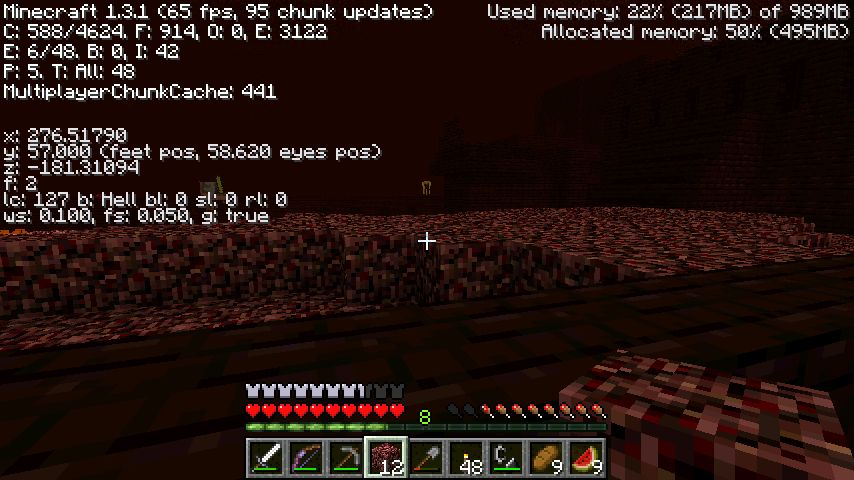 Minecraft 1.3.1 (65 fps, 95 chunk updates)
C: 588/4624. F: 914, O: 0, E: 3122
E: 6/48. B: 0, I: 42
P: 5. T: All: 48
MultiplayerChunkCache: 441
Used memory: 22% (217MB) of 989MB
Allocated memory: 50% (495MB)
x: 276.51790
y: 57.000 (feet pos, 58.620 eyes pos)
z: -181.31094
f: 2
lc: 127 b: Hell bl: 0 sl: 0 rl: 0
ws: 0.100, fs: 0.050, g: true
8
12 48 9 9